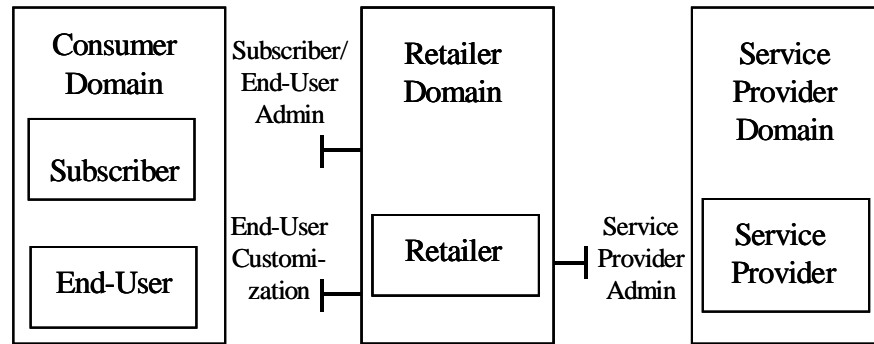 Consumer
Domain
Subscriber
End-User
Subscriber/
End-User
Admin
End-User
Customi-
zation
Retailer
Domain
Retailer
Service
Provider
Admin
Service
Provider
Domain
Service
Provider